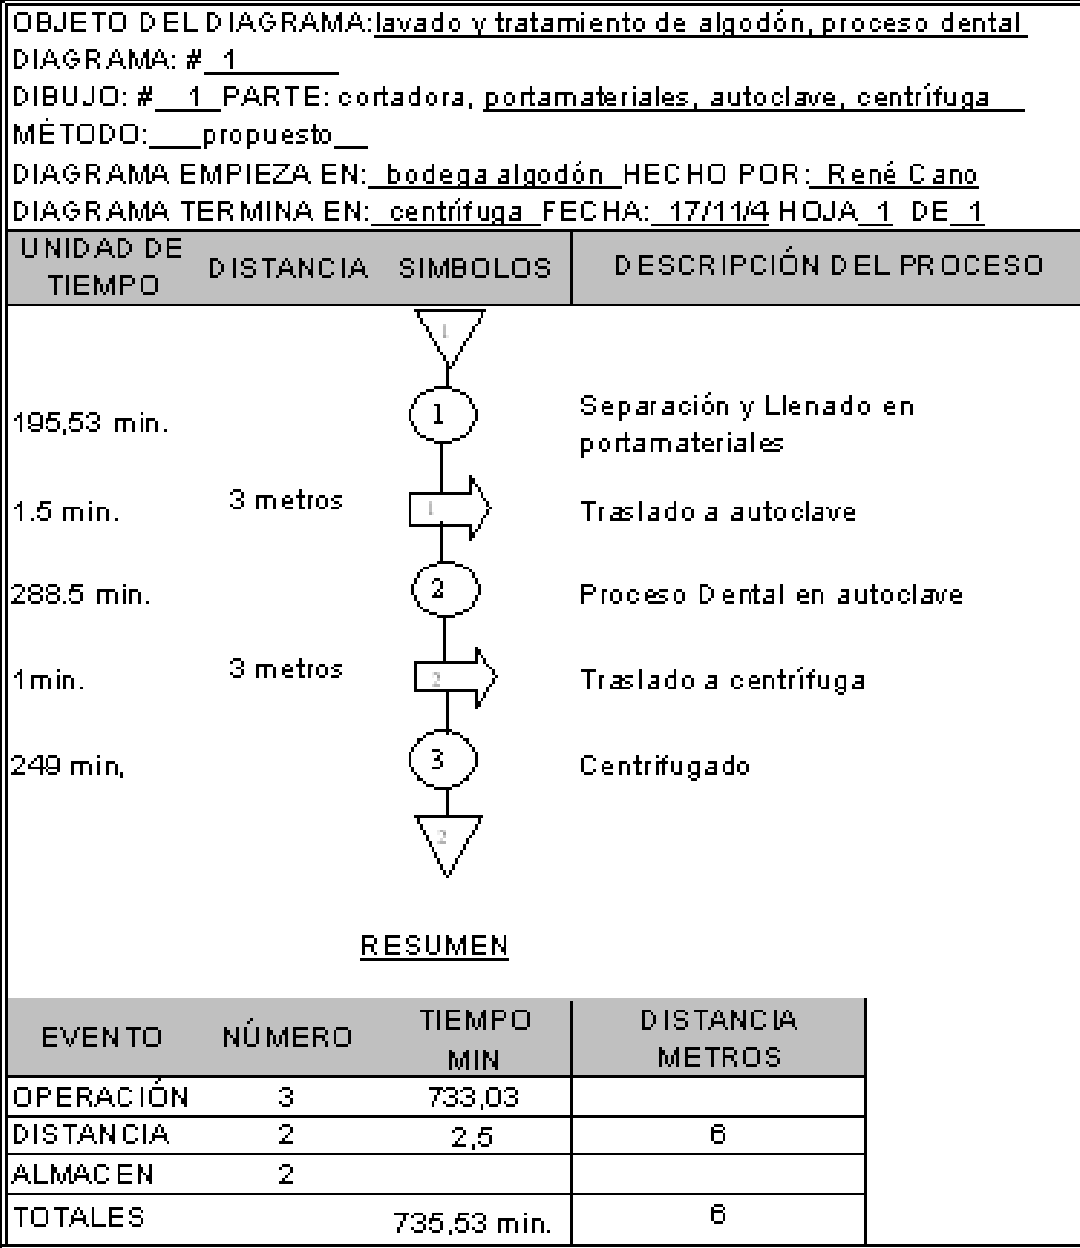 OBJETO DEL DIAGRAMA: lavado y tratamiento de algodón, proceso dental
DIAGRAMA: # 1
DIBUJO: # 1 PARTE: cortadora, portamateriales, autoclave, centrífuga
MÉTODO: propuesto
DIAGRAMA EMPIEZA EN: bodega algodón HECHO POR: René Cano
DIAGRAMA TERMINA EN: centrífuga FECHA: 17/11/4 HOJA 1 DE 1
UNIDAD DE TIEMPO DISTANCIA SIMBOLOS DESCRIPCIÓN DEL PROCESO
1
195,53 min. 1 Separación y Llenado en portamateriales
1.5 min. 3 metros 1 Traslado a autoclave
288.5 min. 2 Proceso Dental en autoclave
1min. 3 metros 2 Traslado a centrífuga
249 min, 3 Centrifugado
2
RESUMEN
EVENTO NÚMERO TIEMPO MIN DISTANCIA METROS
OPERACIÓN 3 733,03
DISTANCIA 2 2,5 6
ALMACEN 2
TOTALES 735,53 min. 6